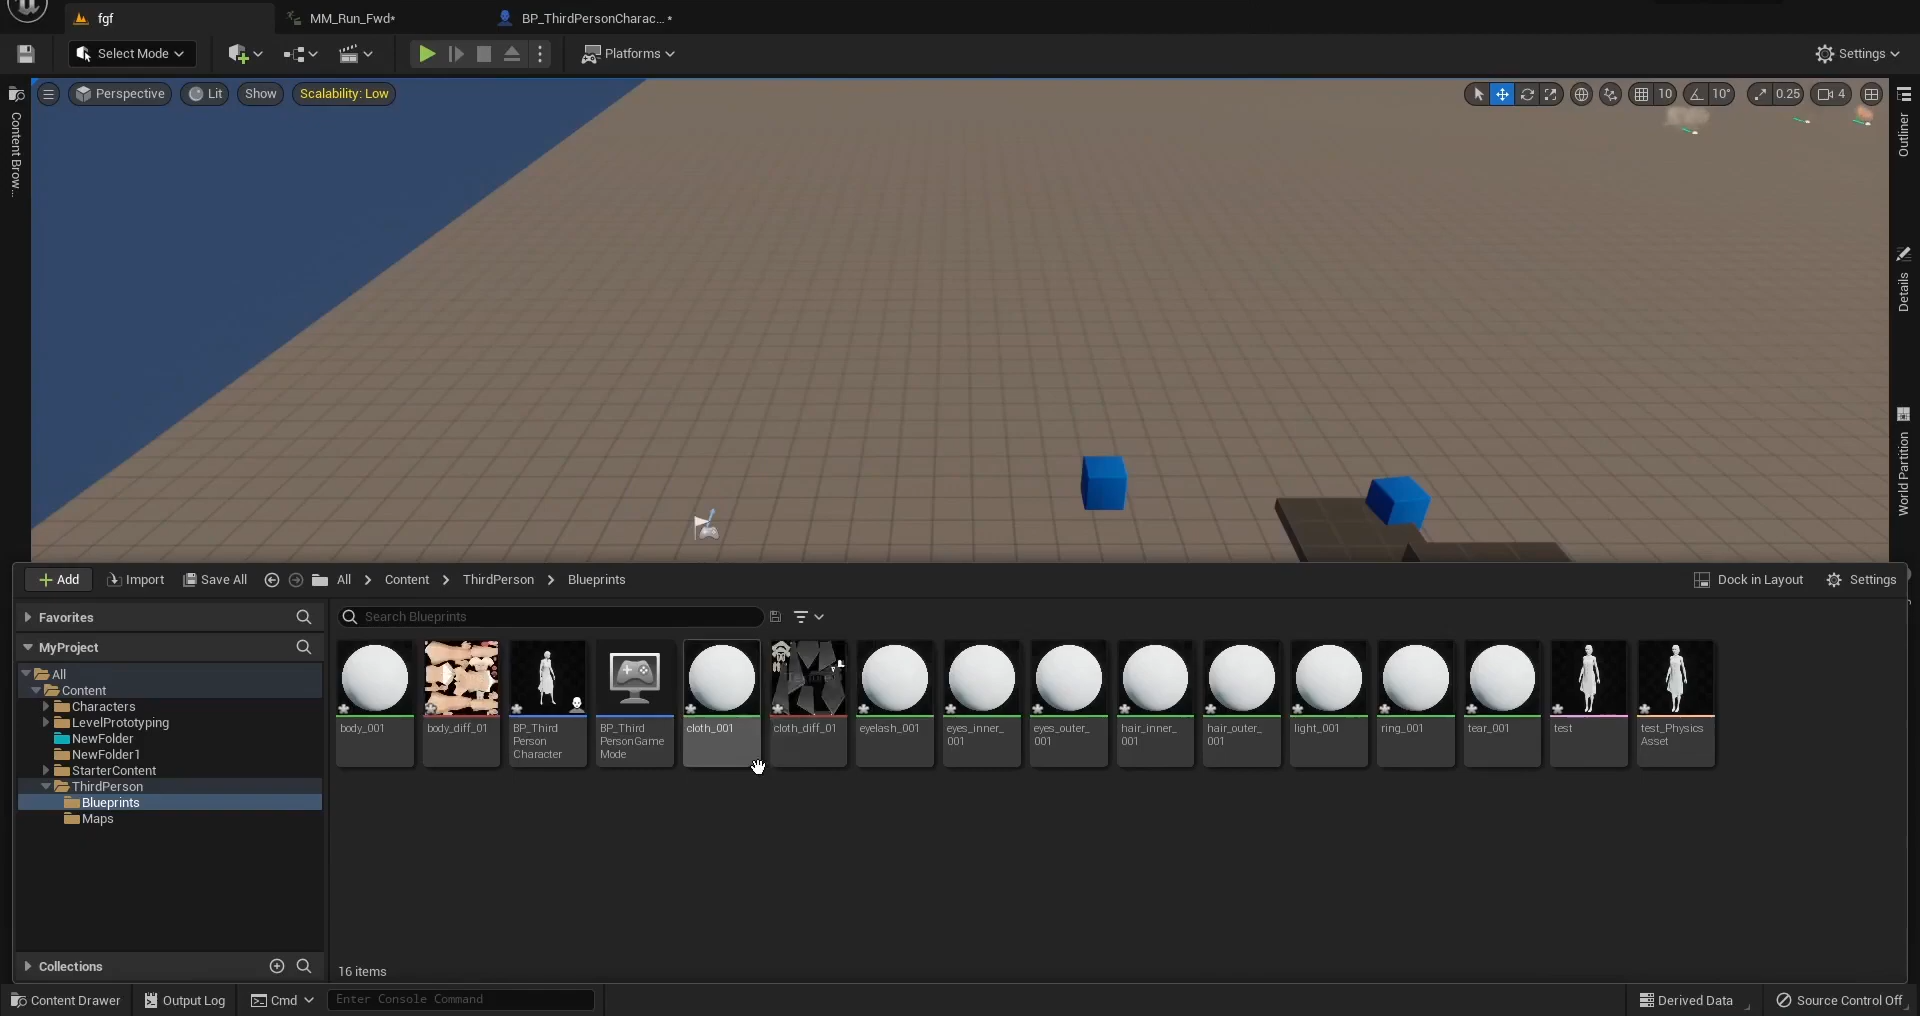 fgf
MM_Run_Fwd*
BP_ThirdPersonCharac... *
Select Mode
Platforms
Settings
Perspective
Lit
Show
Scalability: Low
10
10°
0.25
4
Content Brow...
Outliner
Details
World Partition
Add
Import
Save All
All
Content
ThirdPerson
Blueprints
Dock in Layout
Settings
Favorites
Search Blueprints
MyProject
All
Content
Characters
LevelPrototyping
NewFolder
NewFolder1
StarterContent
ThirdPerson
Blueprints
Maps
body_001
body_diff_01
BP_Third
Person
Character
BP_Third
PersonGame
Mode
cloth_001
cloth_diff_01
eyelash_001
eyes_inner_
001
eyes_outer_
001
hair_inner_
001
hair_outer_
001
light_001
ring_001
tear_001
test
test_Physics
Asset
Collections
16 items
Content Drawer
Output Log
Cmd
Enter Console Command
Derived Data
Source Control Off